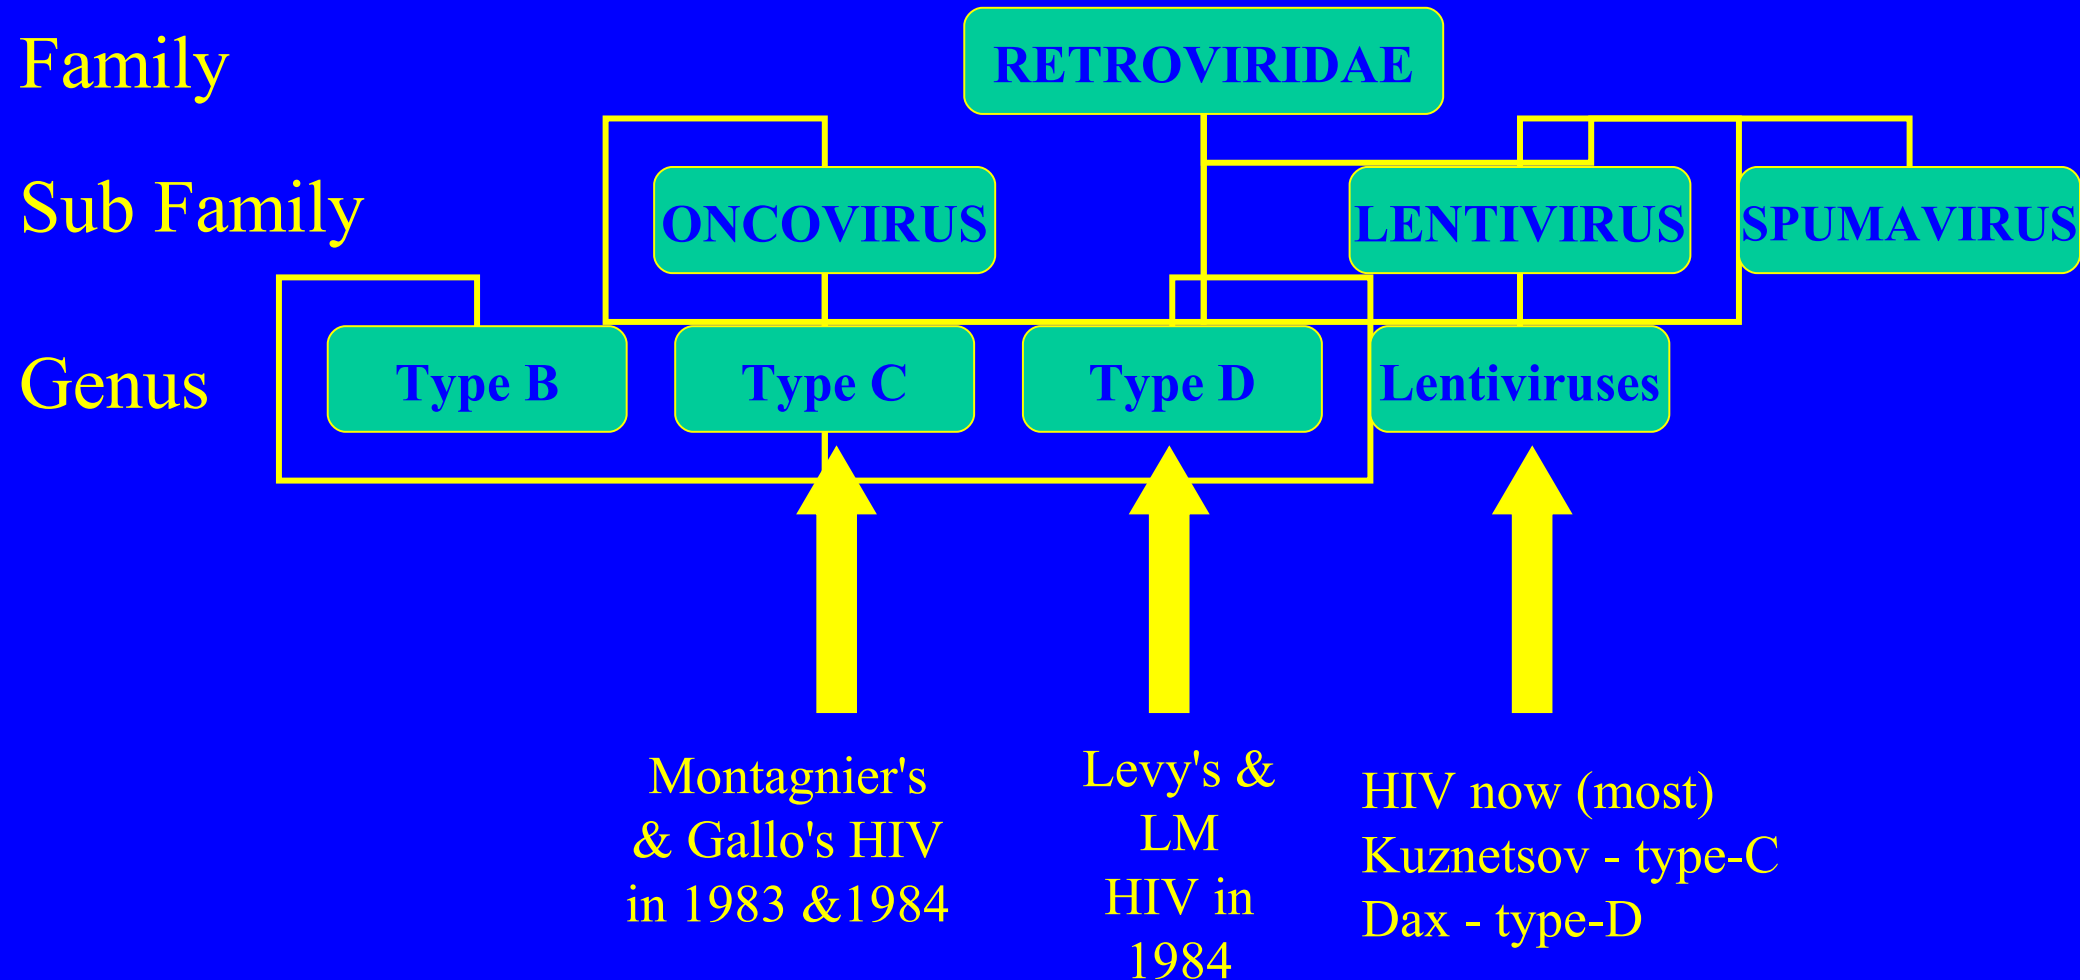 Family
RETROVIRIDAE
Sub Family
ONCOVIRUS
LENTIVIRUS
SPUMAVIRUS
Genus
Type B
Type C
Type D
Lentiviruses
Montagnier's
& Gallo's HIV
in 1983 &1984
Levy's &
LM
HIV in
1984
HIV now (most)
Kuznetsov - type-C
Dax - type-D